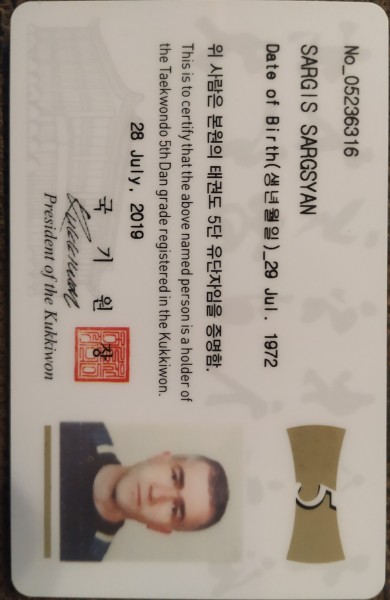 No_05236316
SARGIS SARGSYAN
Date of Birth(생년월일)_29 Jul. 1972
위 사람은 본원의 태권도 5단 유단자임을 증명함.
This is to certify that the above named person is a holder of
the Taekwondo 5th Dan grade registered in the Kukkiwon.
28 July. 2019
국 기 원 장
President of the Kukkiwon
5